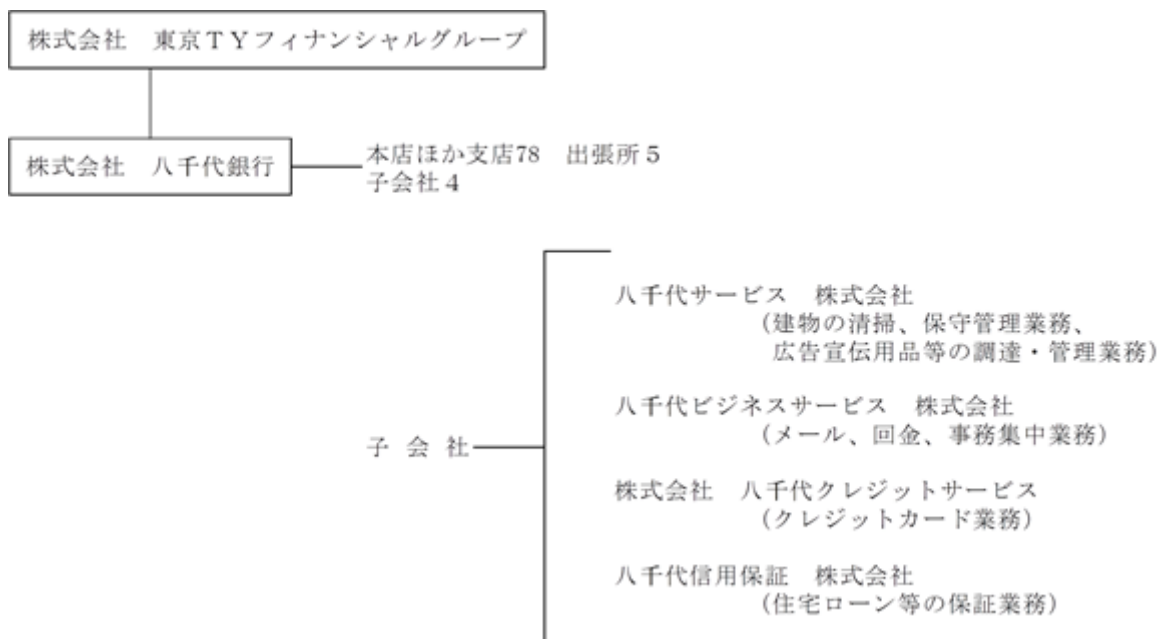 株式会社　東京ＴＹフィナンシャルグループ
株式会社　八千代銀行
本店ほか支店78　出張所５
子会社４
子 会 社
八千代サービス　株式会社
（建物の清掃、保守管理業務、
広告宣伝用品等の調達・管理業務）
八千代ビジネスサービス　株式会社
（メール、回金、事務集中業務）
株式会社　八千代クレジットサービス
（クレジットカード業務）
八千代信用保証　株式会社
（住宅ローン等の保証業務）